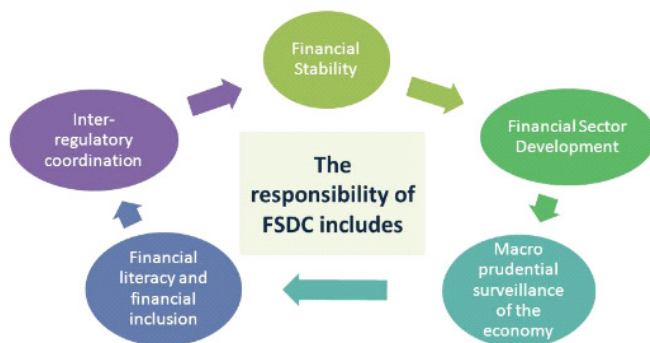 Financial
Stability
Financial Sector
Development
Macro
prudential
surveillance
of the
economy
Financial
literacy and
financial
inclusion
Inter-
regulatory
coordination
The
responsibility of
FSDC includes